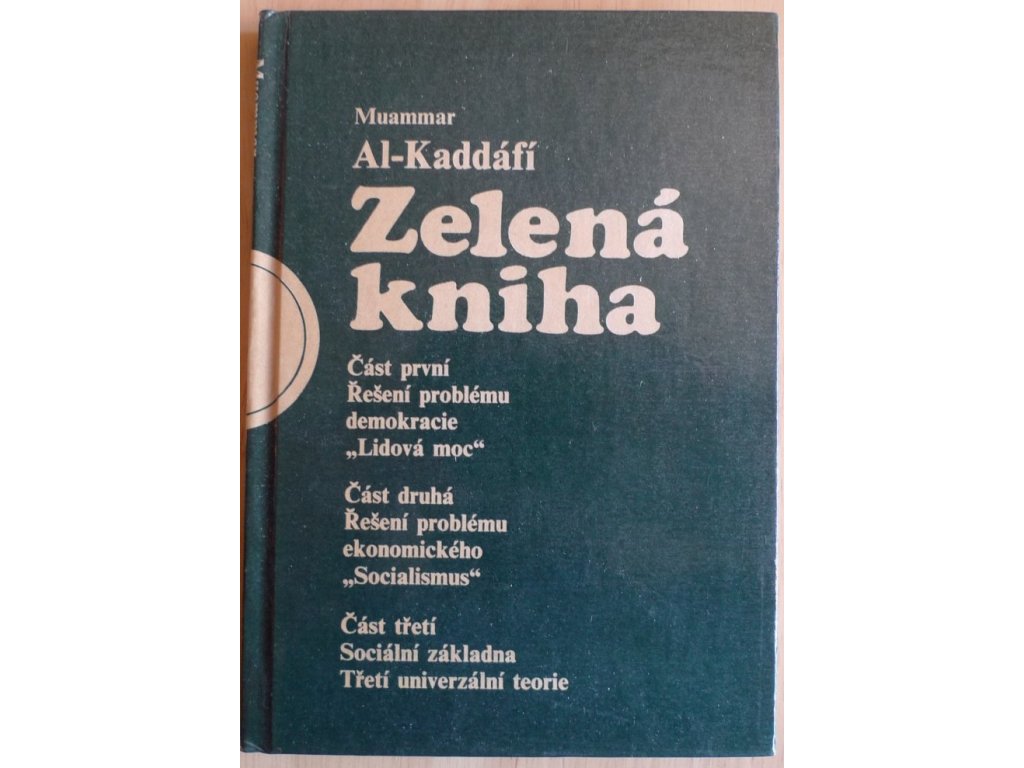 Muammar
Al-Kaddáfí
Zelená
kniha
Část první
Řešení problému
demokracie
„Lidová moc“
Část druhá
Řešení problému
ekonomického
„Socialismus“
Část třetí
Sociální základna
Třetí univerzální teorie